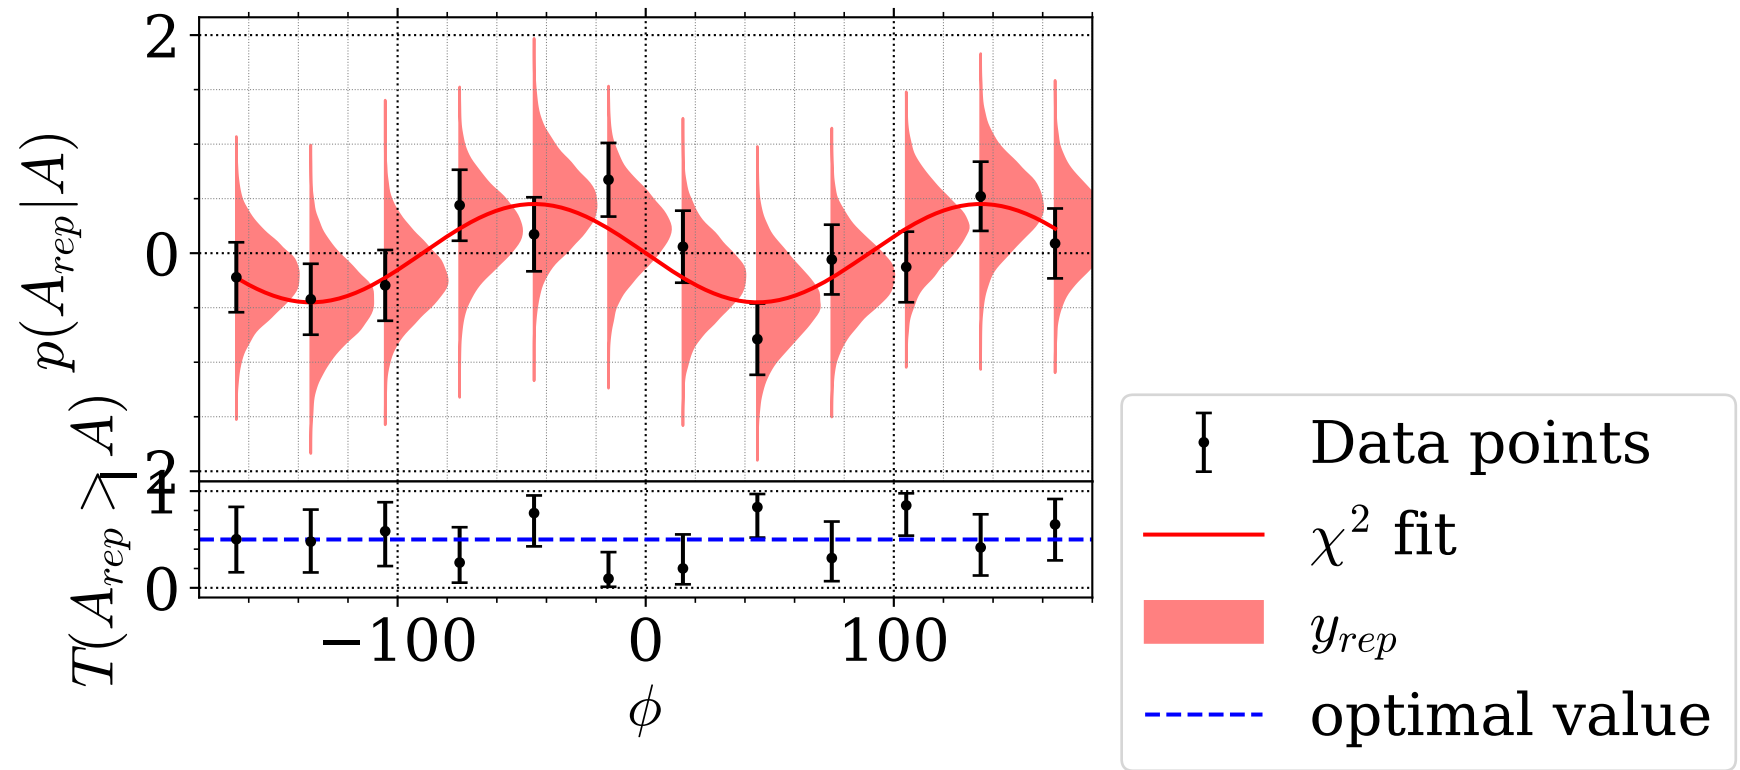 p(A_rep|A)
2
0
−2
T(A_rep > A)
1
0
−100 0 100
ϕ
Data points
χ² fit
y_rep
optimal value